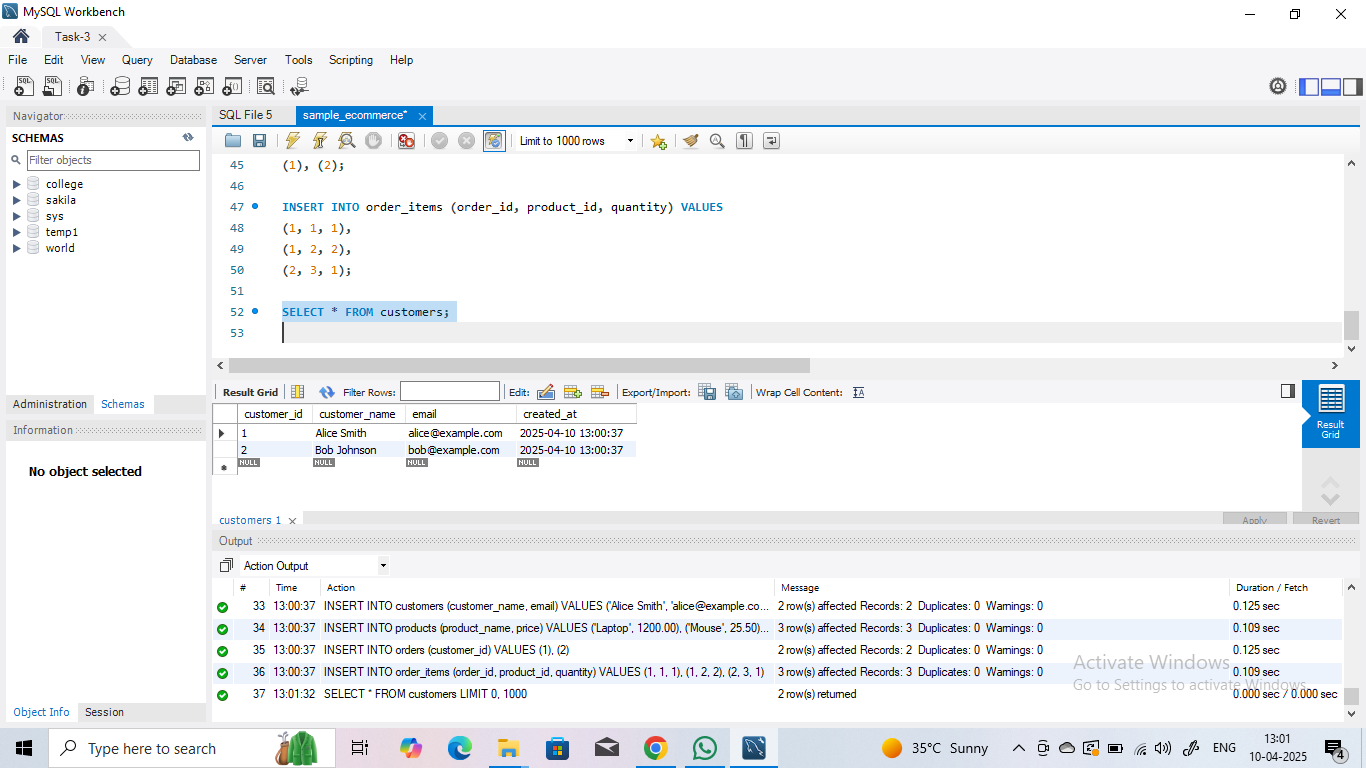 MySQL Workbench
Task-3
File Edit View Query Database Server Tools Scripting Help
Navigator
SCHEMAS
Filter objects
college
sakila
sys
temp1
world
Administration Schemas
Information
No object selected
Object Info Session
SQL File 5 sample_ecommerce*
Limit to 1000 rows
45 (1), (2);
46
47 INSERT INTO order_items (order_id, product_id, quantity) VALUES
48 (1, 1, 1),
49 (1, 2, 2),
50 (2, 3, 1);
51
52 SELECT * FROM customers;
53
Result Grid Filter Rows: Edit: Export/Import: Wrap Cell Content:
customer_id customer_name email created_at
1 Alice Smith alice@example.com 2025-04-10 13:00:37
2 Bob Johnson bob@example.com 2025-04-10 13:00:37
NULL NULL NULL NULL
Result
Grid
customers 1 Apply Revert
Output
Action Output
# Time Action Message Duration / Fetch
33 13:00:37 INSERT INTO customers (customer_name, email) VALUES ('Alice Smith', 'alice@example.co... 2 row(s) affected Records: 2 Duplicates: 0 Warnings: 0 0.125 sec
34 13:00:37 INSERT INTO products (product_name, price) VALUES ('Laptop', 1200.00), ('Mouse', 25.50)... 3 row(s) affected Records: 3 Duplicates: 0 Warnings: 0 0.109 sec
35 13:00:37 INSERT INTO orders (customer_id) VALUES (1), (2) 2 row(s) affected Records: 2 Duplicates: 0 Warnings: 0 0.125 sec
36 13:00:37 INSERT INTO order_items (order_id, product_id, quantity) VALUES (1, 1, 1), (1, 2, 2), (2, 3, 1) 3 row(s) affected Records: 3 Duplicates: 0 Warnings: 0 0.109 sec
37 13:01:32 SELECT * FROM customers LIMIT 0, 1000 2 row(s) returned 0.000 sec / 0.000 sec
Activate Windows
Go to Settings to activate Windows.
Type here to search
35°C Sunny
ENG
13:01
10-04-2025
4